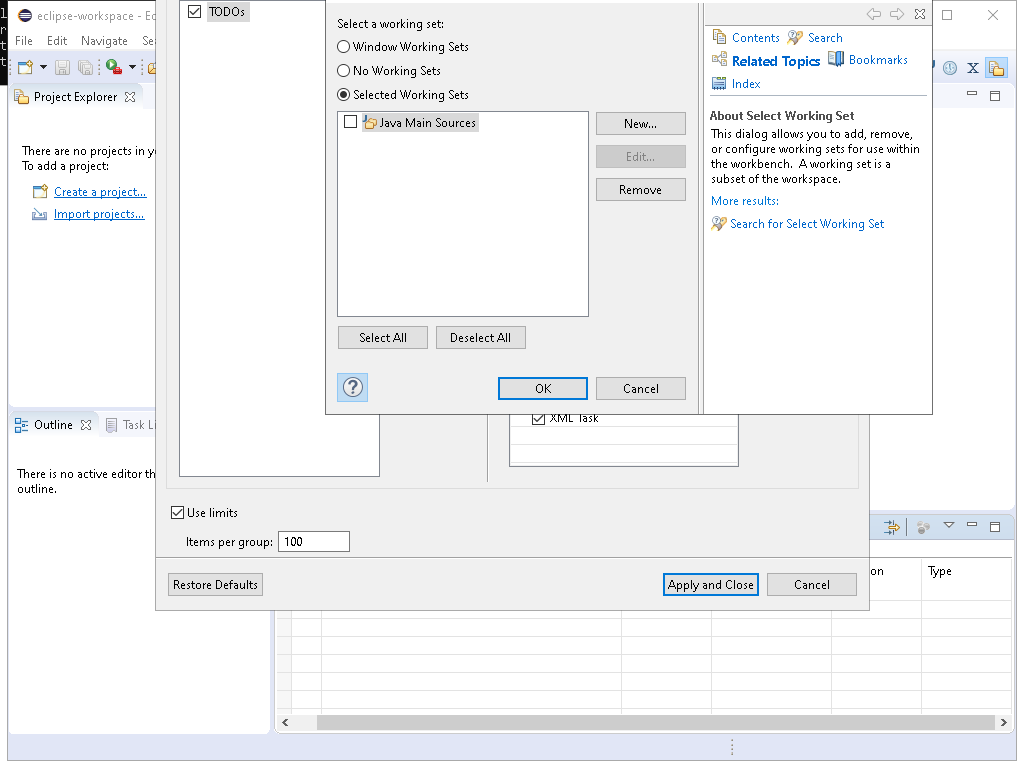 eclipse-workspace - Ec
File Edit Navigate Se
Project Explorer
There are no projects in y
To add a project:
Create a project...
Import projects...
Outline
Task Li
There is no active editor th
outline.
TODOs
Select a working set:
Window Working Sets
No Working Sets
Selected Working Sets
Java Main Sources
New...
Edit...
Remove
Select All
Deselect All
OK
Cancel
Contents
Search
Related Topics
Bookmarks
Index
About Select Working Set
This dialog allows you to add, remove,
or configure working sets for use within
the workbench. A working set is a
subset of the workspace.
More results:
Search for Select Working Set
XML Task
Use limits
Items per group: 100
Restore Defaults
Apply and Close
Cancel
on
Type